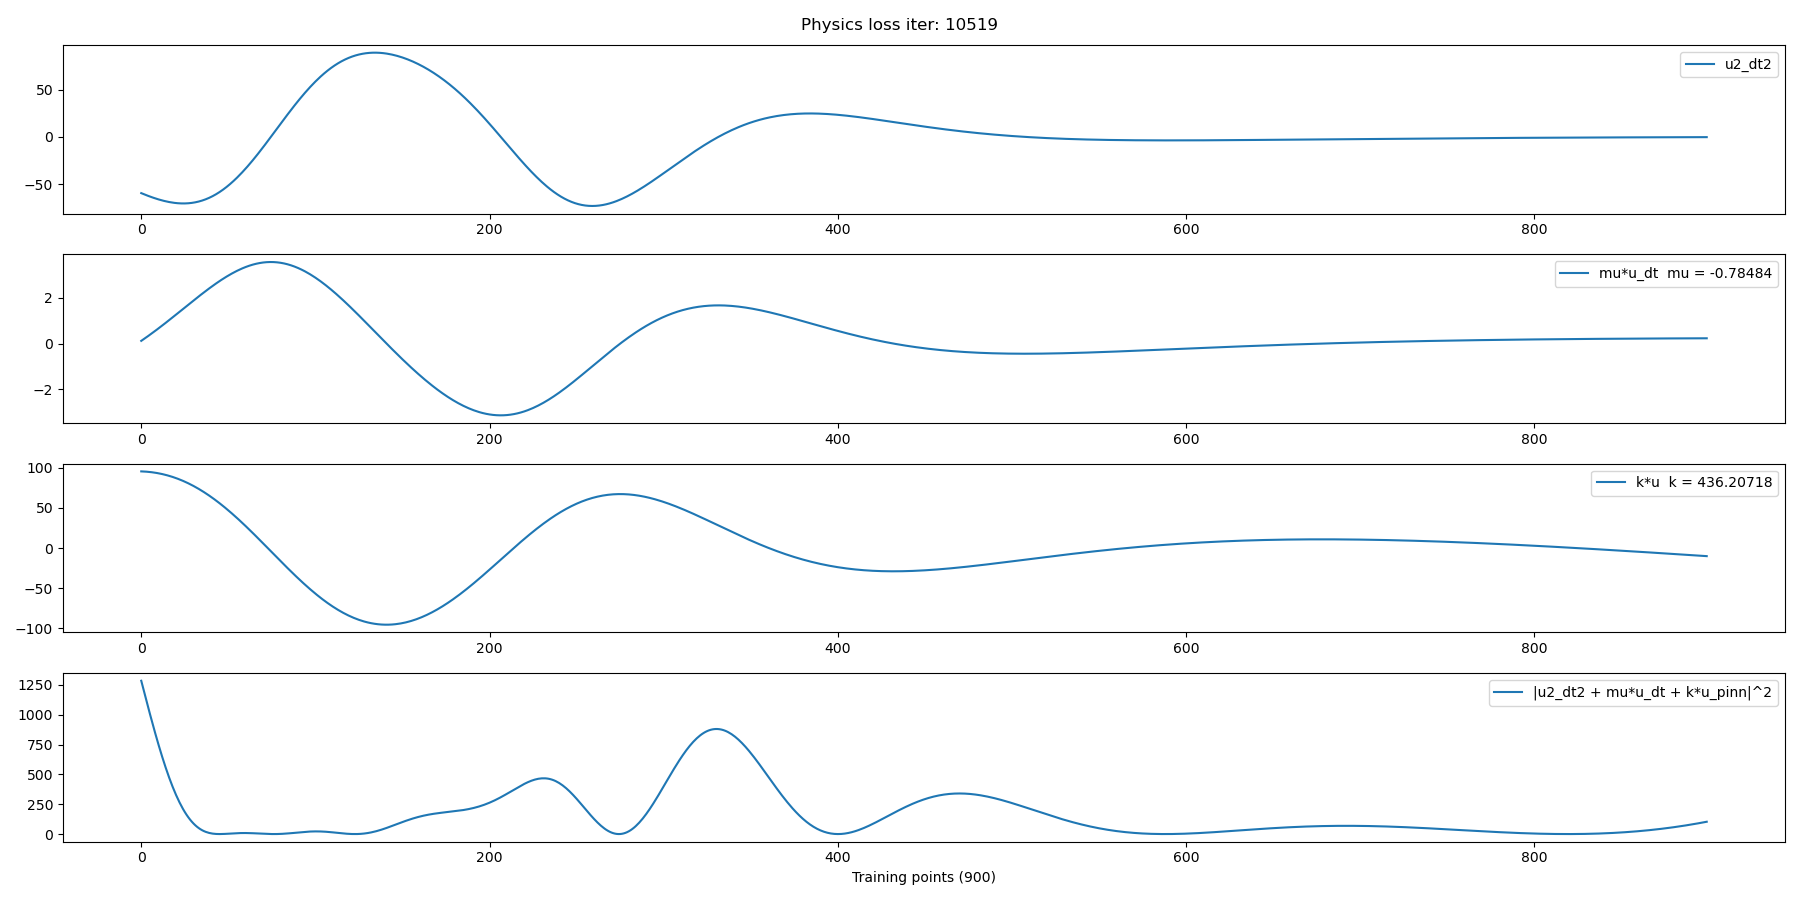 Physics loss iter: 10519
u2_dt2
50
0
−50
0 200 400 600 800
mu*u_dt  mu = -0.78484
2
0
−2
0 200 400 600 800
k*u  k = 436.20718
100
50
0
−50
−100
0 200 400 600 800
|u2_dt2 + mu*u_dt + k*u_pinn|^2
1250
1000
750
500
250
0
0 200 400 600 800
Training points (900)